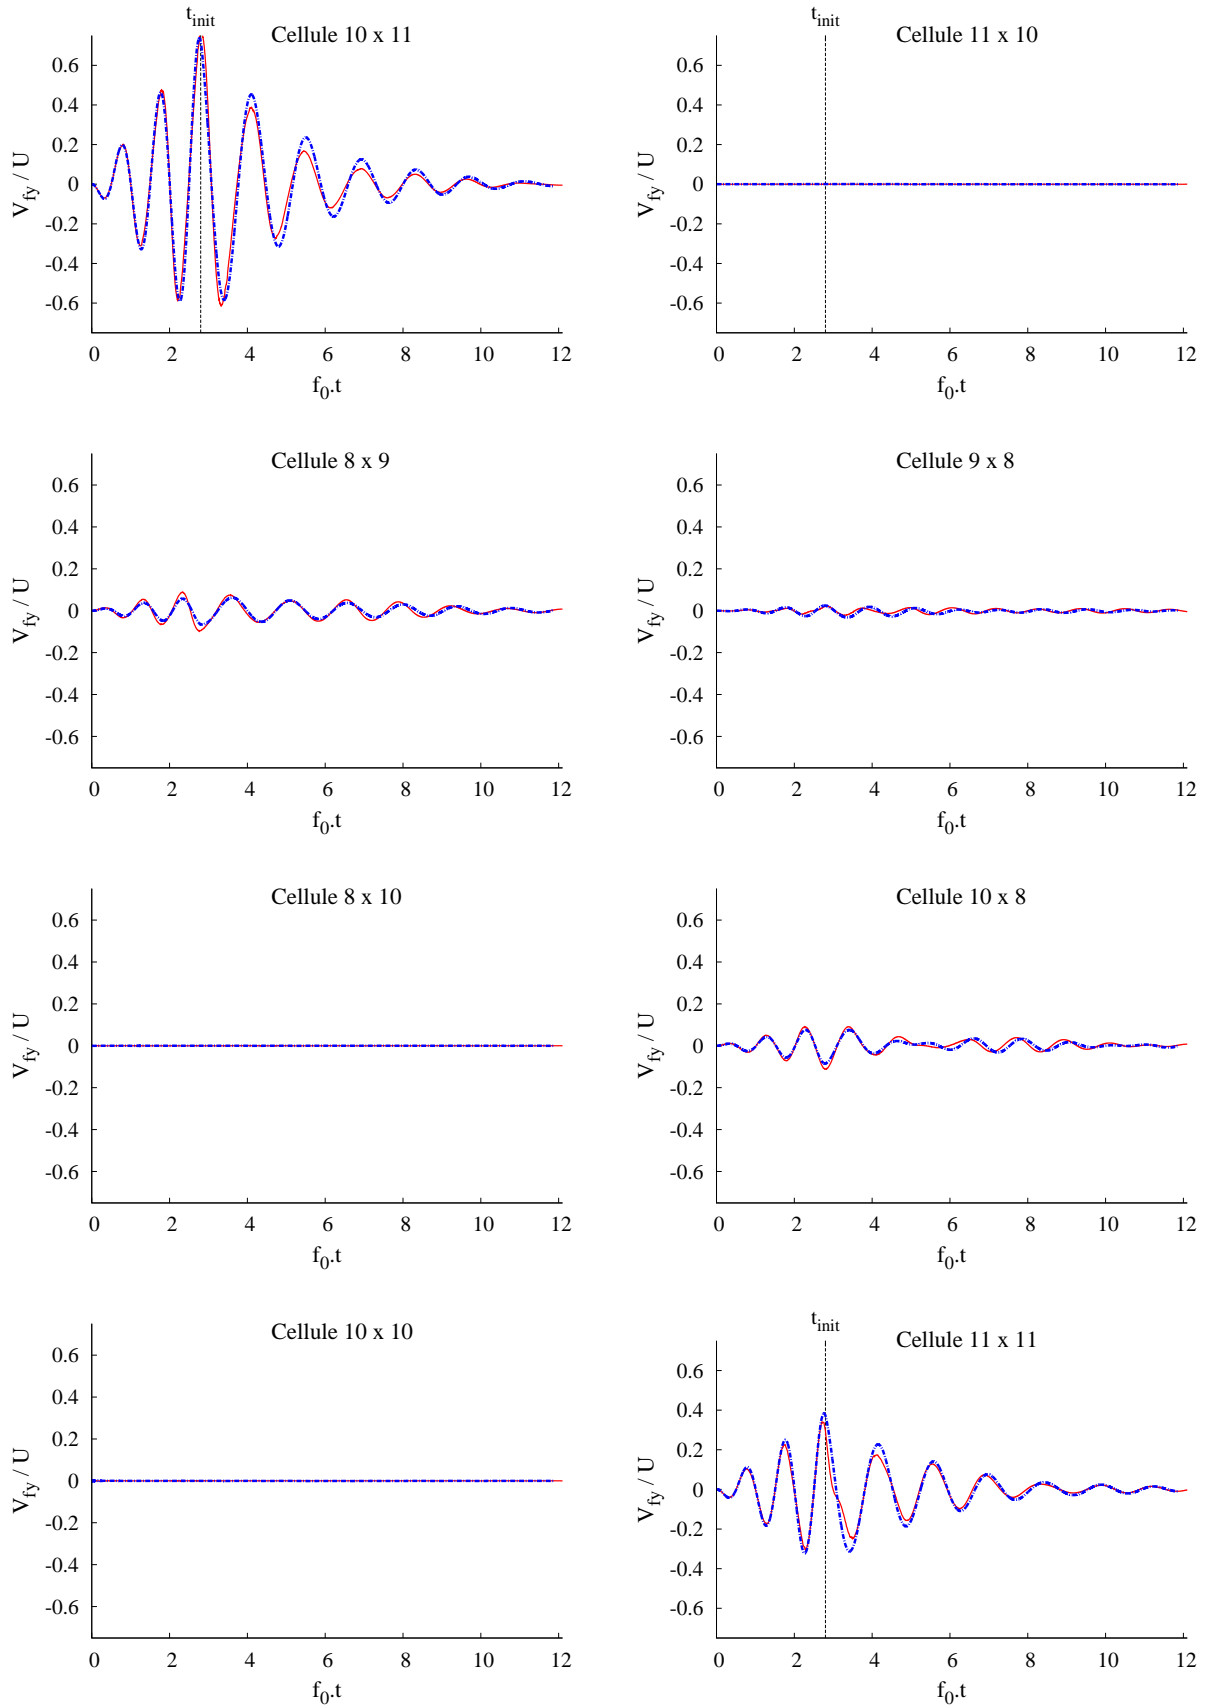 t_init
Cellule 10 x 11
0.6
0.4
0.2
0
-0.2
-0.4
-0.6
V_fy / U
0 2 4 6 8 10 12
f_0.t
t_init
Cellule 11 x 10
0.6
0.4
0.2
0
-0.2
-0.4
-0.6
V_fy / U
0 2 4 6 8 10 12
f_0.t
Cellule 8 x 9
0.6
0.4
0.2
0
-0.2
-0.4
-0.6
V_fy / U
0 2 4 6 8 10 12
f_0.t
Cellule 9 x 8
0.6
0.4
0.2
0
-0.2
-0.4
-0.6
V_fy / U
0 2 4 6 8 10 12
f_0.t
Cellule 8 x 10
0.6
0.4
0.2
0
-0.2
-0.4
-0.6
V_fy / U
0 2 4 6 8 10 12
f_0.t
Cellule 10 x 8
0.6
0.4
0.2
0
-0.2
-0.4
-0.6
V_fy / U
0 2 4 6 8 10 12
f_0.t
Cellule 10 x 10
0.6
0.4
0.2
0
-0.2
-0.4
-0.6
V_fy / U
0 2 4 6 8 10 12
f_0.t
t_init
Cellule 11 x 11
0.6
0.4
0.2
0
-0.2
-0.4
-0.6
V_fy / U
0 2 4 6 8 10 12
f_0.t